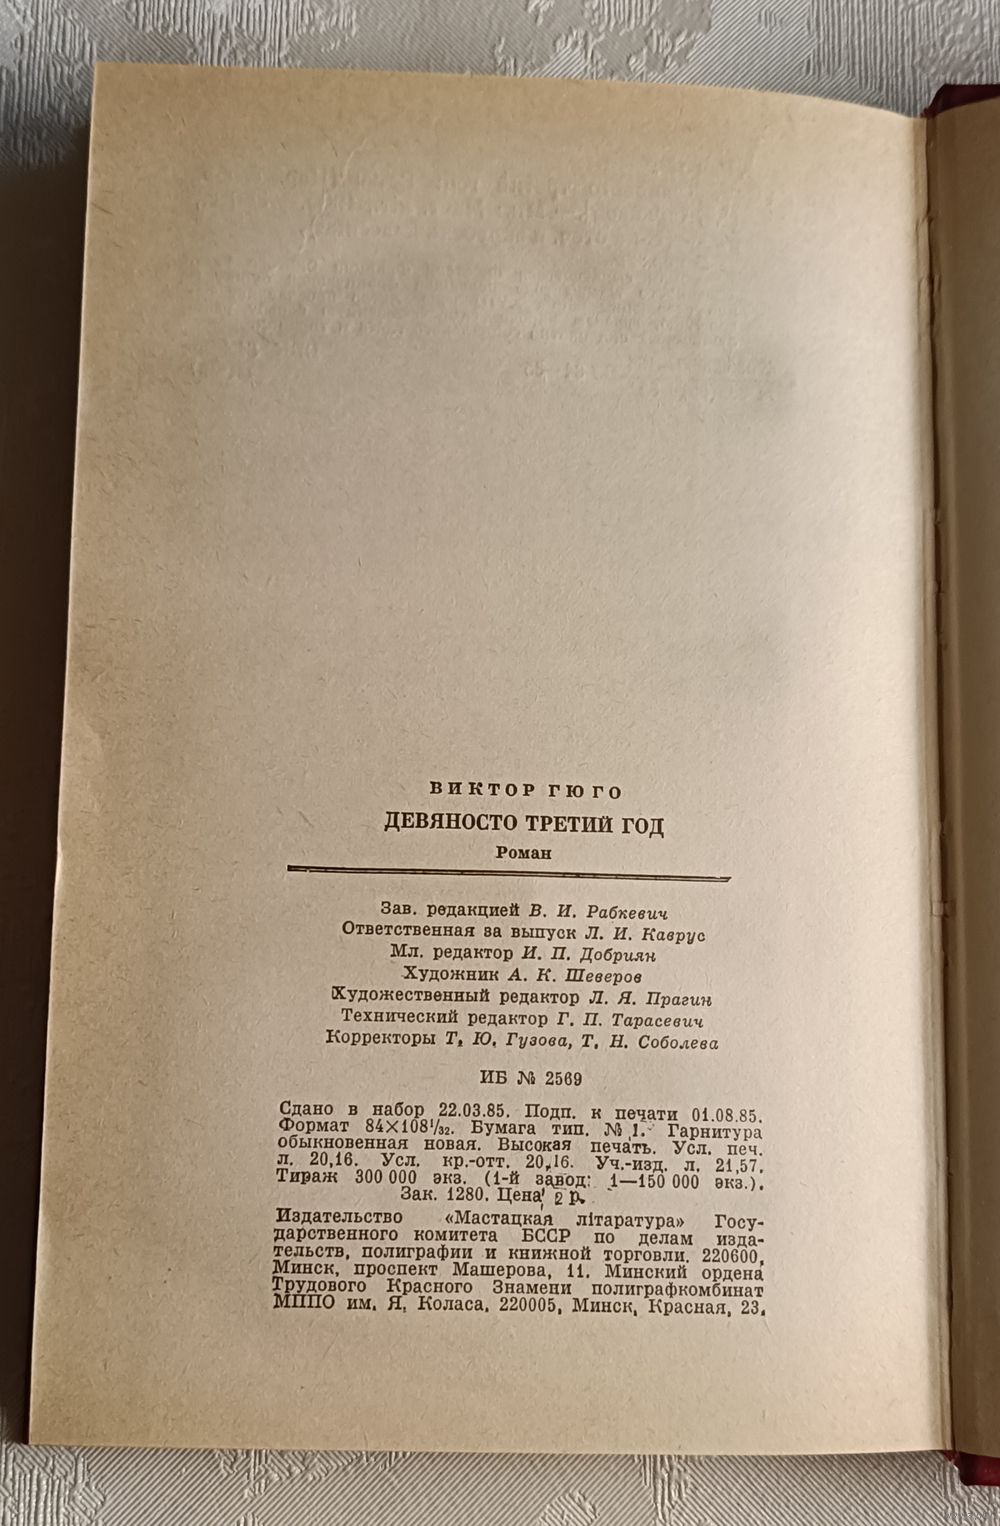 ВИКТОР ГЮГО
ДЕВЯНОСТО ТРЕТИЙ ГОД
Роман
Зав. редакцией В. И. Рабкевич
Ответственная за выпуск Л. И. Каврус
Мл. редактор И. П. Добриян
Художник А. К. Шеверов
Художественный редактор Л. Я. Прагин
Технический редактор Г. П. Тарасевич
Корректоры Т. Ю. Гузова, Т. Н. Соболева
ИБ № 2569
Сдано в набор 22.03.85. Подп. к печати 01.08.85.
Формат 84×108¹/₃₂. Бумага тип. № 1. Гарнитура
обыкновенная новая. Высокая печать. Усл. печ.
л. 20,16. Усл. кр.-отт. 20,16. Уч.-изд. л. 21,57.
Тираж 300 000 экз. (1-й завод: 1—150 000 экз.).
Зак. 1280. Цена 2 р.
Издательство «Мастацкая літаратура» Госу-
дарственного комитета БССР по делам изда-
тельств, полиграфии и книжной торговли. 220600,
Минск, проспект Машерова, 11. Минский ордена
Трудового Красного Знамени полиграфкомбинат
МППО им. Я. Коласа. 220005, Минск, Красная, 23.